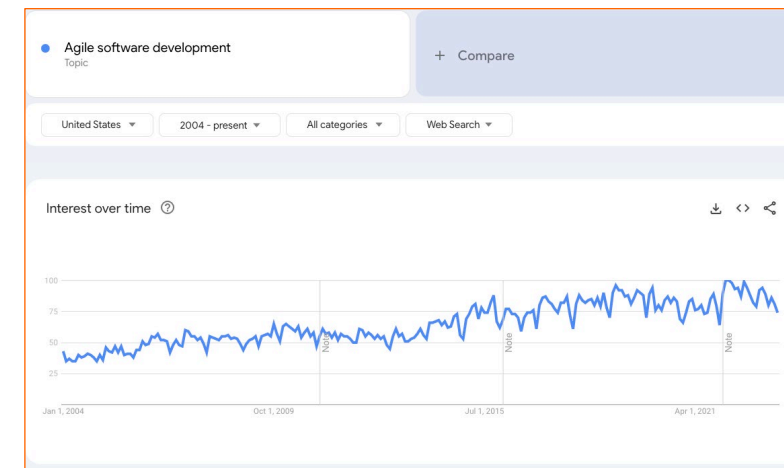 Agile software development
Topic
+ Compare
United States
2004 - present
All categories
Web Search
Interest over time
100
75
50
25
Note
Note
Note
Jan 1, 2004
Oct 1, 2009
Jul 1, 2015
Apr 1, 2021